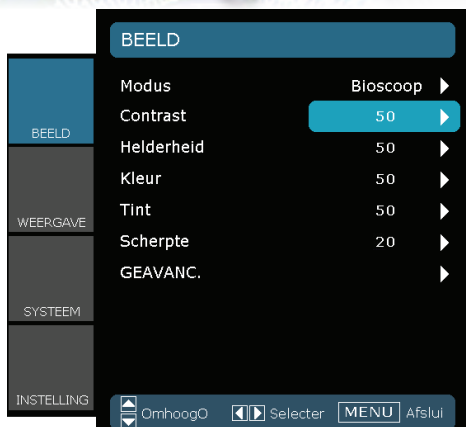 BEELD
Modus Bioscoop
Contrast 50
Helderheid 50
Kleur 50
Tint 50
Scherpte 20
GEAVANC.
BEELD
WEERGAVE
SYSTEEM
INSTELLING
OmhoogO Selecter MENU Afslui